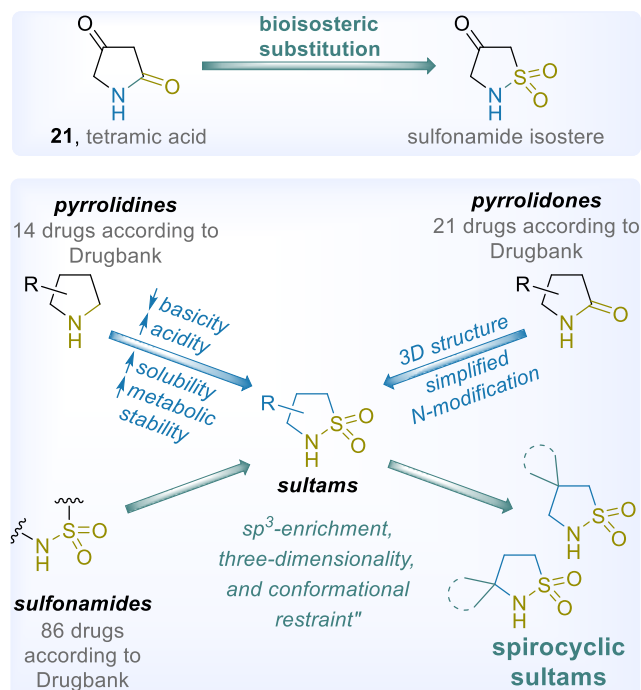 bioisosteric
substitution
O
O
N
H
O
S
O
O
N
H
21, tetramic acid
sulfonamide isostere
pyrrolidines
14 drugs according to
Drugbank
R
N
H
pyrrolidones
21 drugs according to
Drugbank
R
O
N
H
basicity
acidity
solubility
metabolic
stability
3D structure
simplified
N-modification
R
S
O
O
N
H
sultams
S
O
O
N
H
sulfonamides
86 drugs
according to
Drugbank
sp³-enrichment,
three-dimensionality,
and conformational
restraint"
S
O
O
N
H
S
O
O
N
H
spirocyclic
sultams